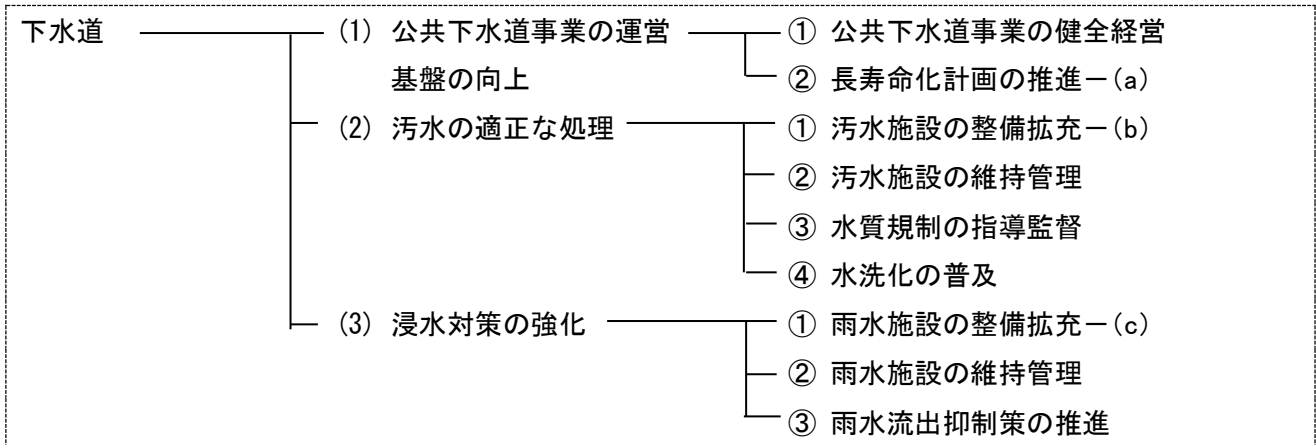 下水道 (1) 公共下水道事業の運営 ① 公共下水道事業の健全経営
基盤の向上 ② 長寿命化計画の推進－(a)
(2) 汚水の適正な処理 ① 汚水施設の整備拡充－(b)
② 汚水施設の維持管理
③ 水質規制の指導監督
④ 水洗化の普及
(3) 浸水対策の強化 ① 雨水施設の整備拡充－(c)
② 雨水施設の維持管理
③ 雨水流出抑制策の推進